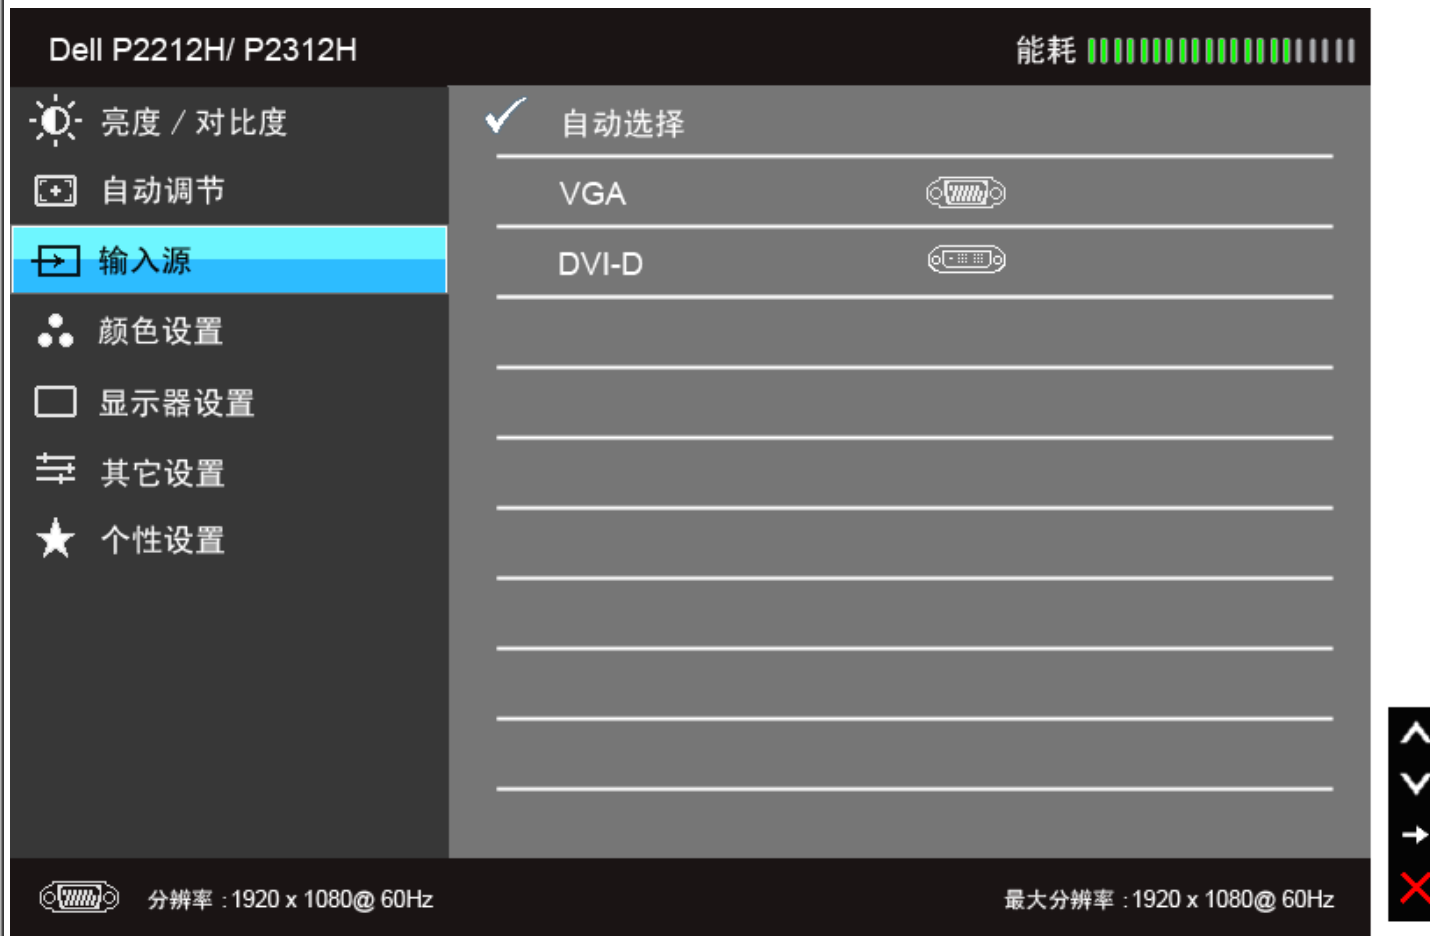 Dell P2212H/ P2312H
能耗
亮度 / 对比度
自动调节
输入源
颜色设置
显示器设置
其它设置
个性设置
自动选择
VGA
DVI-D
分辨率 : 1920 x 1080@ 60Hz
最大分辨率 : 1920 x 1080@ 60Hz